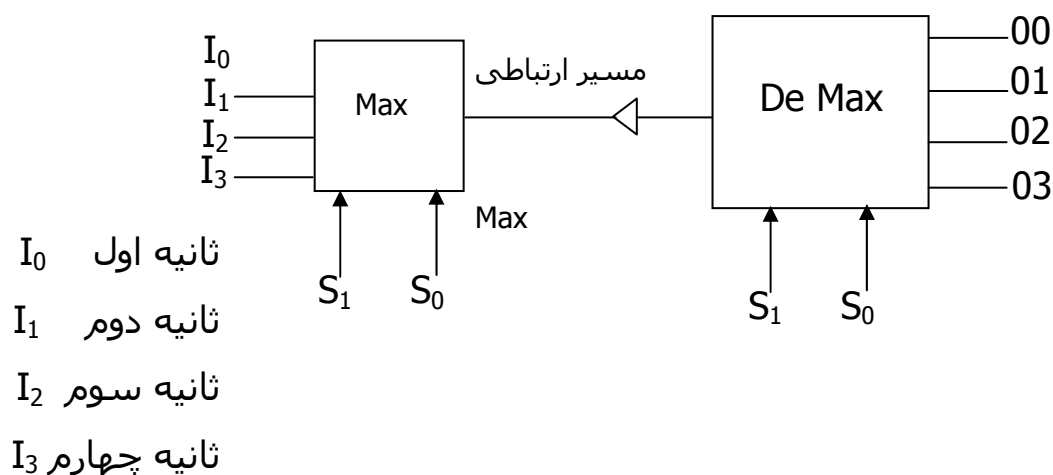 I₀
I₁
I₂
I₃
Max
مسیر ارتباطی
De Max
00
01
02
03
Max
S₁ S₀
S₁ S₀
ثانیه اول I₀
ثانیه دوم I₁
ثانیه سوم I₂
ثانیه چهارم I₃